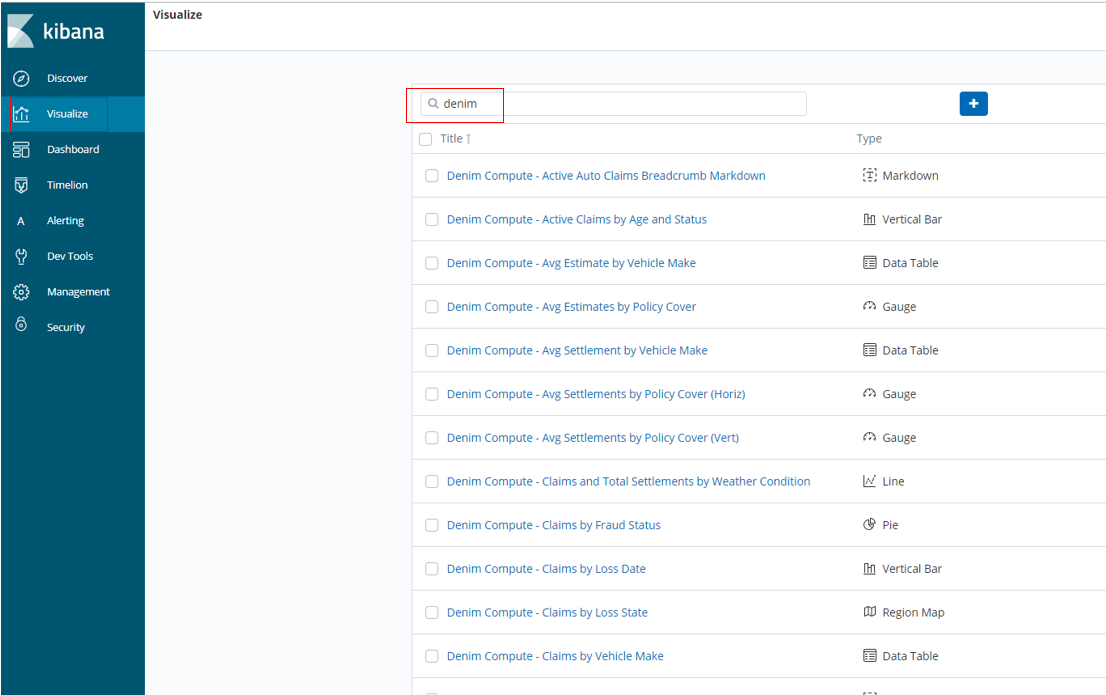 kibana
Visualize
Discover
Visualize
Dashboard
Timelion
A Alerting
Dev Tools
Management
Security
denim
+
Title ↑ Type
Denim Compute - Active Auto Claims Breadcrumb Markdown T Markdown
Denim Compute - Active Claims by Age and Status Vertical Bar
Denim Compute - Avg Estimate by Vehicle Make Data Table
Denim Compute - Avg Estimates by Policy Cover Gauge
Denim Compute - Avg Settlement by Vehicle Make Data Table
Denim Compute - Avg Settlements by Policy Cover (Horiz) Gauge
Denim Compute - Avg Settlements by Policy Cover (Vert) Gauge
Denim Compute - Claims and Total Settlements by Weather Condition Line
Denim Compute - Claims by Fraud Status Pie
Denim Compute - Claims by Loss Date Vertical Bar
Denim Compute - Claims by Loss State Region Map
Denim Compute - Claims by Vehicle Make Data Table